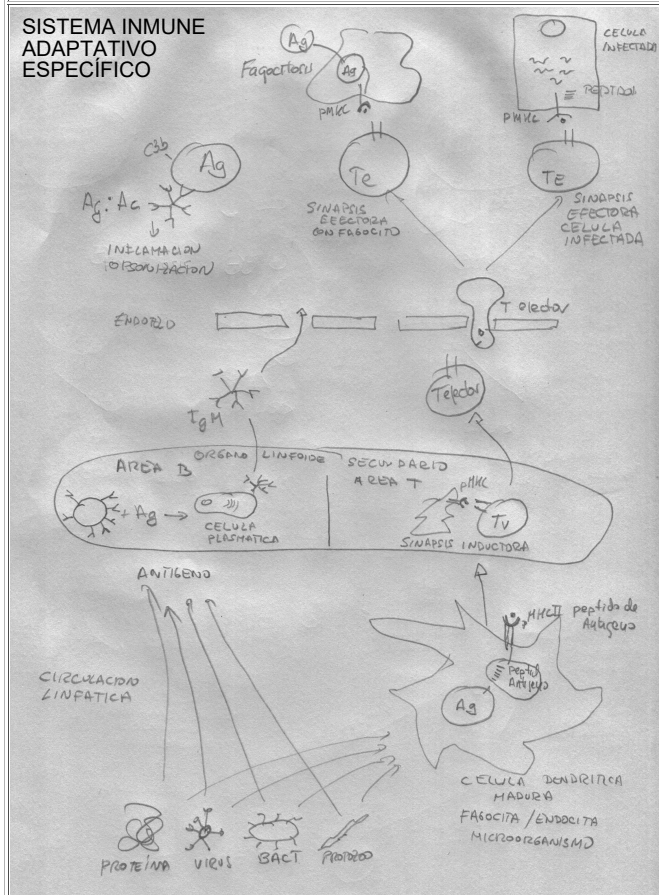 SISTEMA INMUNE
ADAPTATIVO
ESPECÍFICO
Ag
Fagocitosis
Ag
pMHC
Te
SINAPSIS
EFECTORA
CON FAGOCITO
CELULA
INFECTADA
PEPTIDOS
pMHC
TE
SINAPSIS
EFECTORA
CELULA
INFECTADA
C3b
Ag
Ag:Ac
INFLAMACION
OPSONIZACION
T efector
ENDOTELIO
IgM
Tefector
ORGANO LINFOIDE SECUNDARIO
AREA B
AREA T
+ Ag →
CELULA
PLASMATICA
pMHC
Tv
SINAPSIS INDUCTORA
ANTIGENO
MHCII peptido de
Antigeno
Peptid
Antigeno
Ag
CIRCULACION
LINFATICA
CELULA DENDRITICA
MADURA
FAGOCITA/ENDOCITA
MICROORGANISMO
PROTEÍNA
VIRUS
BACT
PROTOZOO